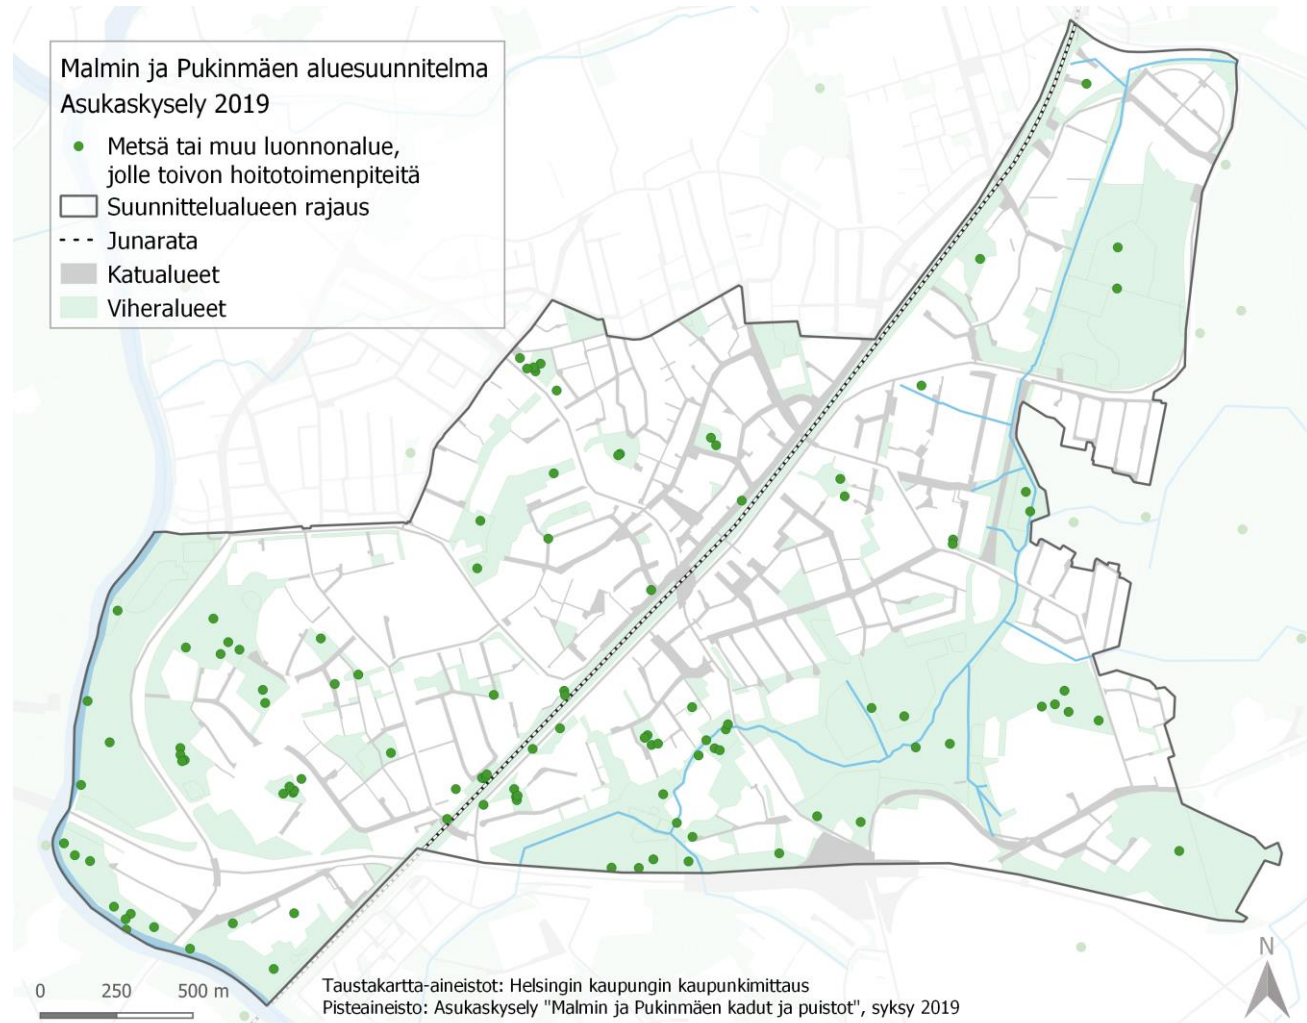 Malmin ja Pukinmäen aluesuunnitelma
Asukaskysely 2019
Metsä tai muu luonnonalue,
jolle toivon hoitotoimenpiteitä
Suunnittelualueen rajaus
Junarata
Katualueet
Viheralueet
N
0 250 500 m
Taustakartta-aineistot: Helsingin kaupungin kaupunkimittaus
Pisteaineisto: Asukaskysely "Malmin ja Pukinmäen kadut ja puistot", syksy 2019